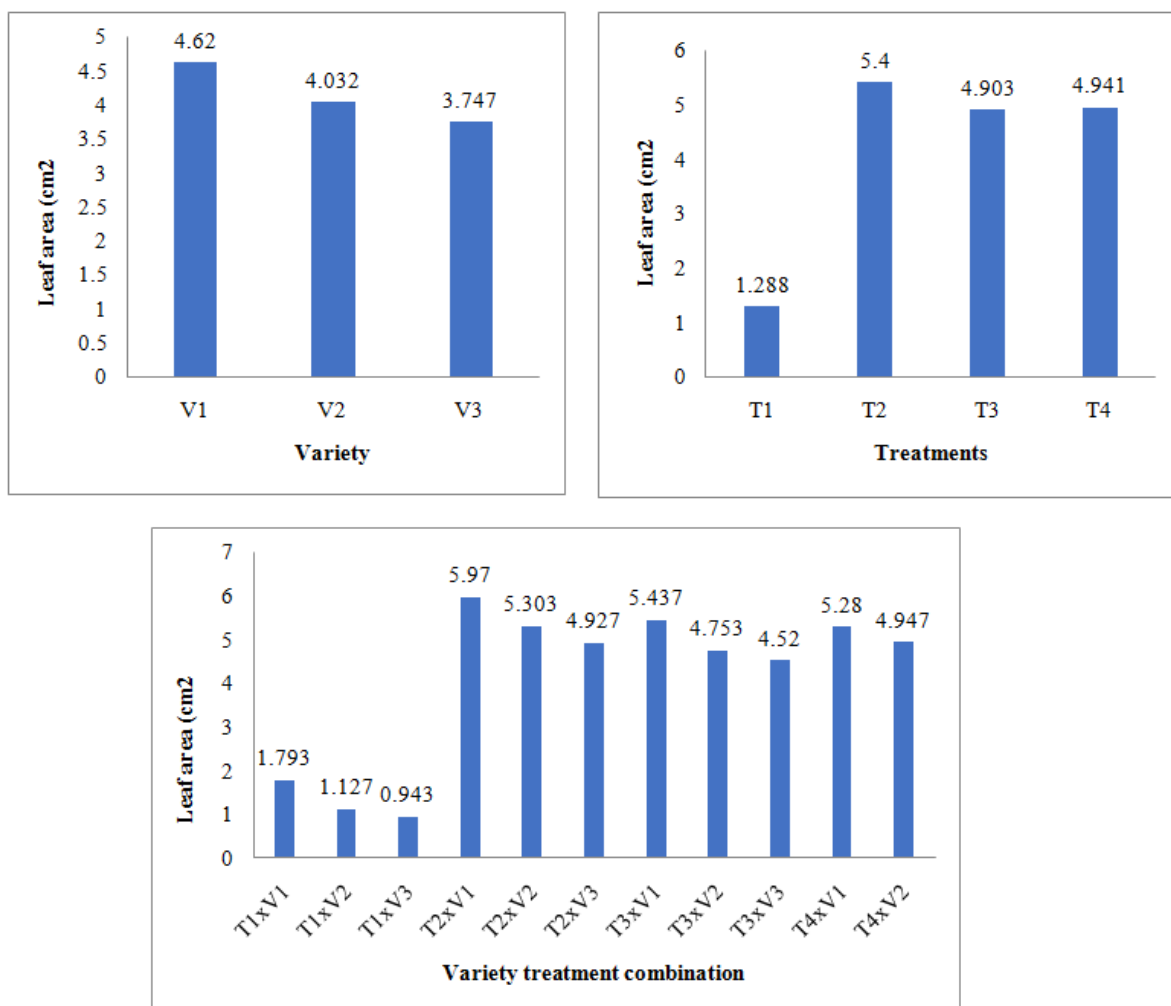 Leaf area (cm2
5
4.5
4
3.5
3
2.5
2
1.5
1
0.5
0
4.62
4.032
3.747
V1 V2 V3
Variety
Leaf area (cm2
6
5
4
3
2
1
0
1.288
5.4
4.903
4.941
T1 T2 T3 T4
Treatments
Leaf area (cm2
7
6
5
4
3
2
1
0
1.793
1.127
0.943
5.97
5.303
4.927
5.437
4.753
4.52
5.28
4.947
T1xV1
T1xV2
T1xV3
T2xV1
T2xV2
T2xV3
T3xV1
T3xV2
T3xV3
T4xV1
T4xV2
Variety treatment combination